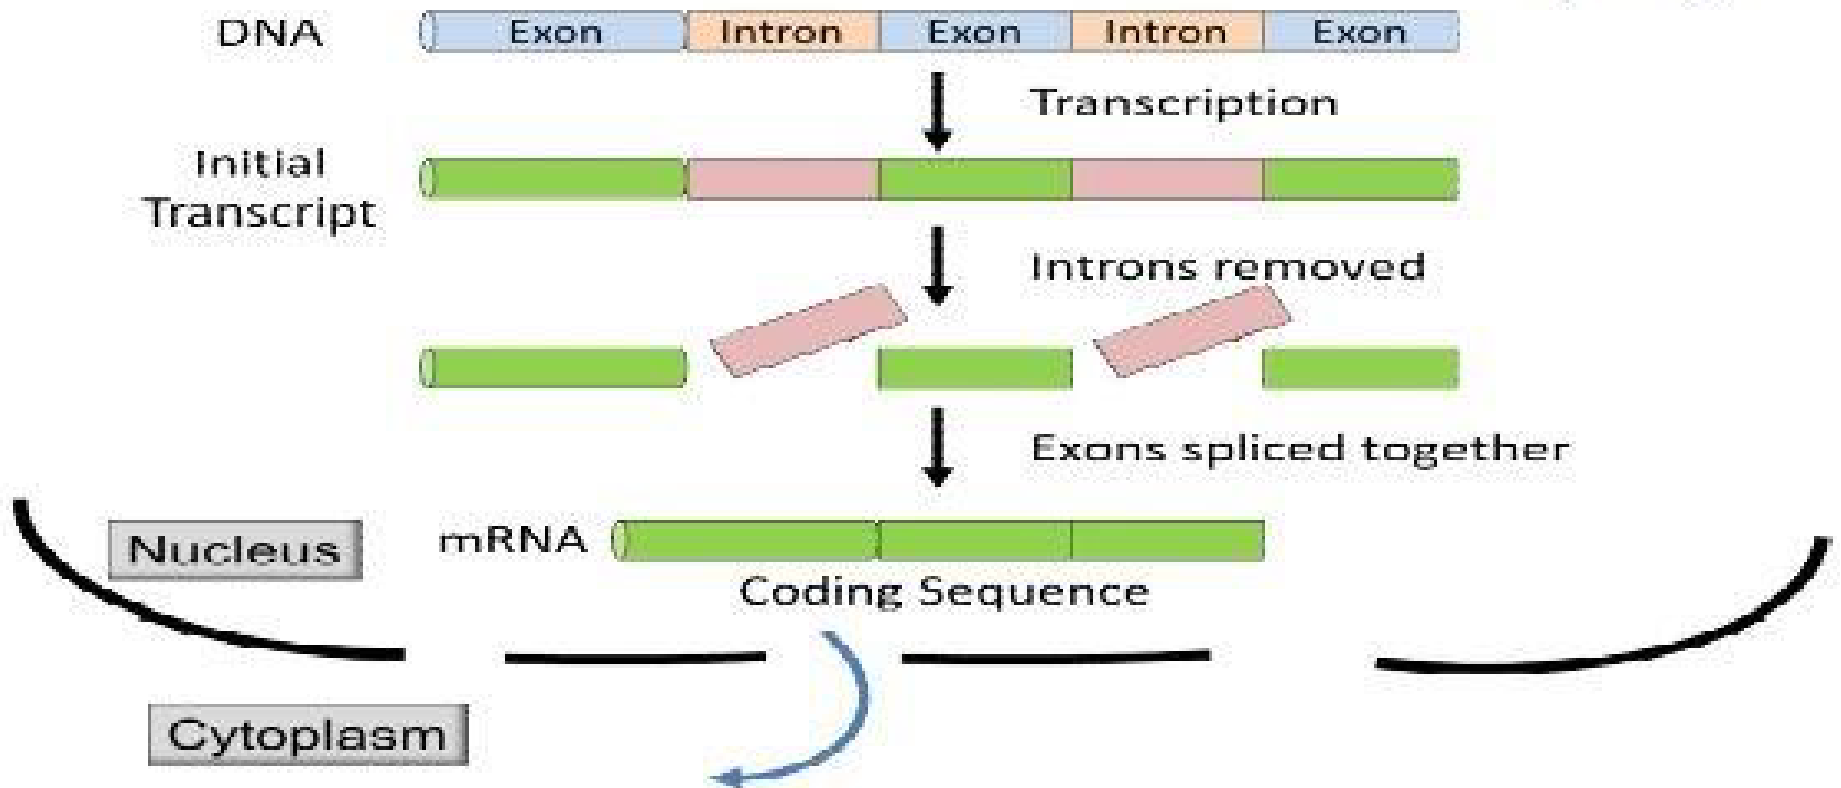 DNA
Exon
Intron
Exon
Intron
Exon
Transcription
Initial
Transcript
Introns removed
Exons spliced together
Nucleus
mRNA
Coding Sequence
Cytoplasm